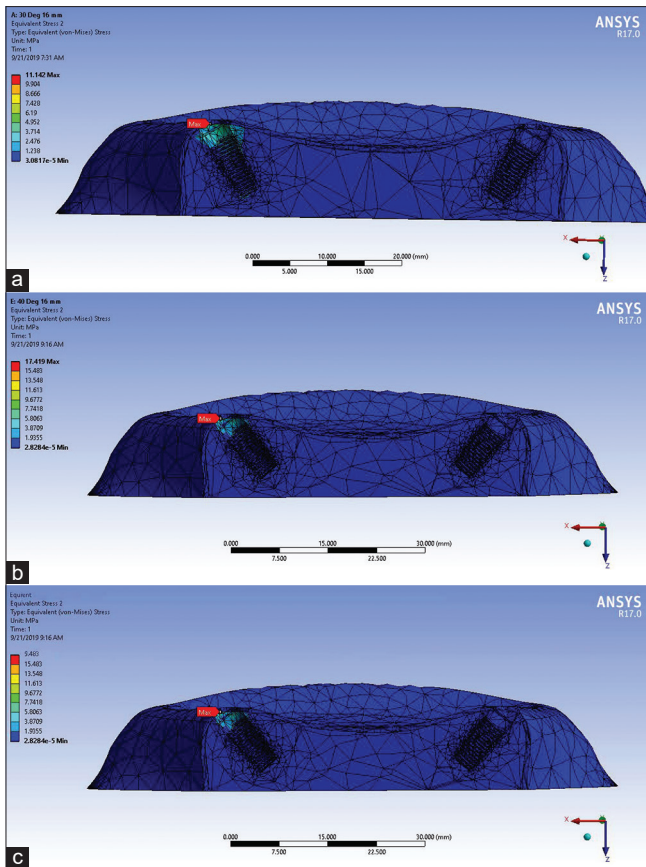 A: 30 Deg 16 mm
Equivalent Stress 2
Type: Equivalent (von-Mises) Stress
Unit: MPa
Time: 1
9/21/2019 7:31 AM
ANSYS
R17.0
11.142 Max
9.904
8.666
7.428
6.19
4.952
3.714
2.476
1.238
3.0817e-5 Min
Max
0.000
10.000
20.000 (mm)
5.000
15.000
X
Z
a
E: 40 Deg 16 mm
Equivalent Stress 2
Type: Equivalent (von-Mises) Stress
Unit: MPa
Time: 1
9/21/2019 9:16 AM
ANSYS
R17.0
17.419 Max
15.483
13.548
11.613
9.6772
7.7418
5.8063
3.8709
1.9355
2.8284e-5 Min
Max
0.000
15.000
30.000 (mm)
7.500
22.500
X
Z
b
Equivalent Stress 2
Type: Equivalent (von-Mises) Stress
Unit: MPa
Time: 1
9/21/2019 9:16 AM
ANSYS
R17.0
15.483
13.548
11.613
9.6772
7.7418
5.8063
3.8709
1.9355
2.8284e-5 Min
Max
0.000
15.000
30.000 (mm)
7.500
22.500
X
Z
c